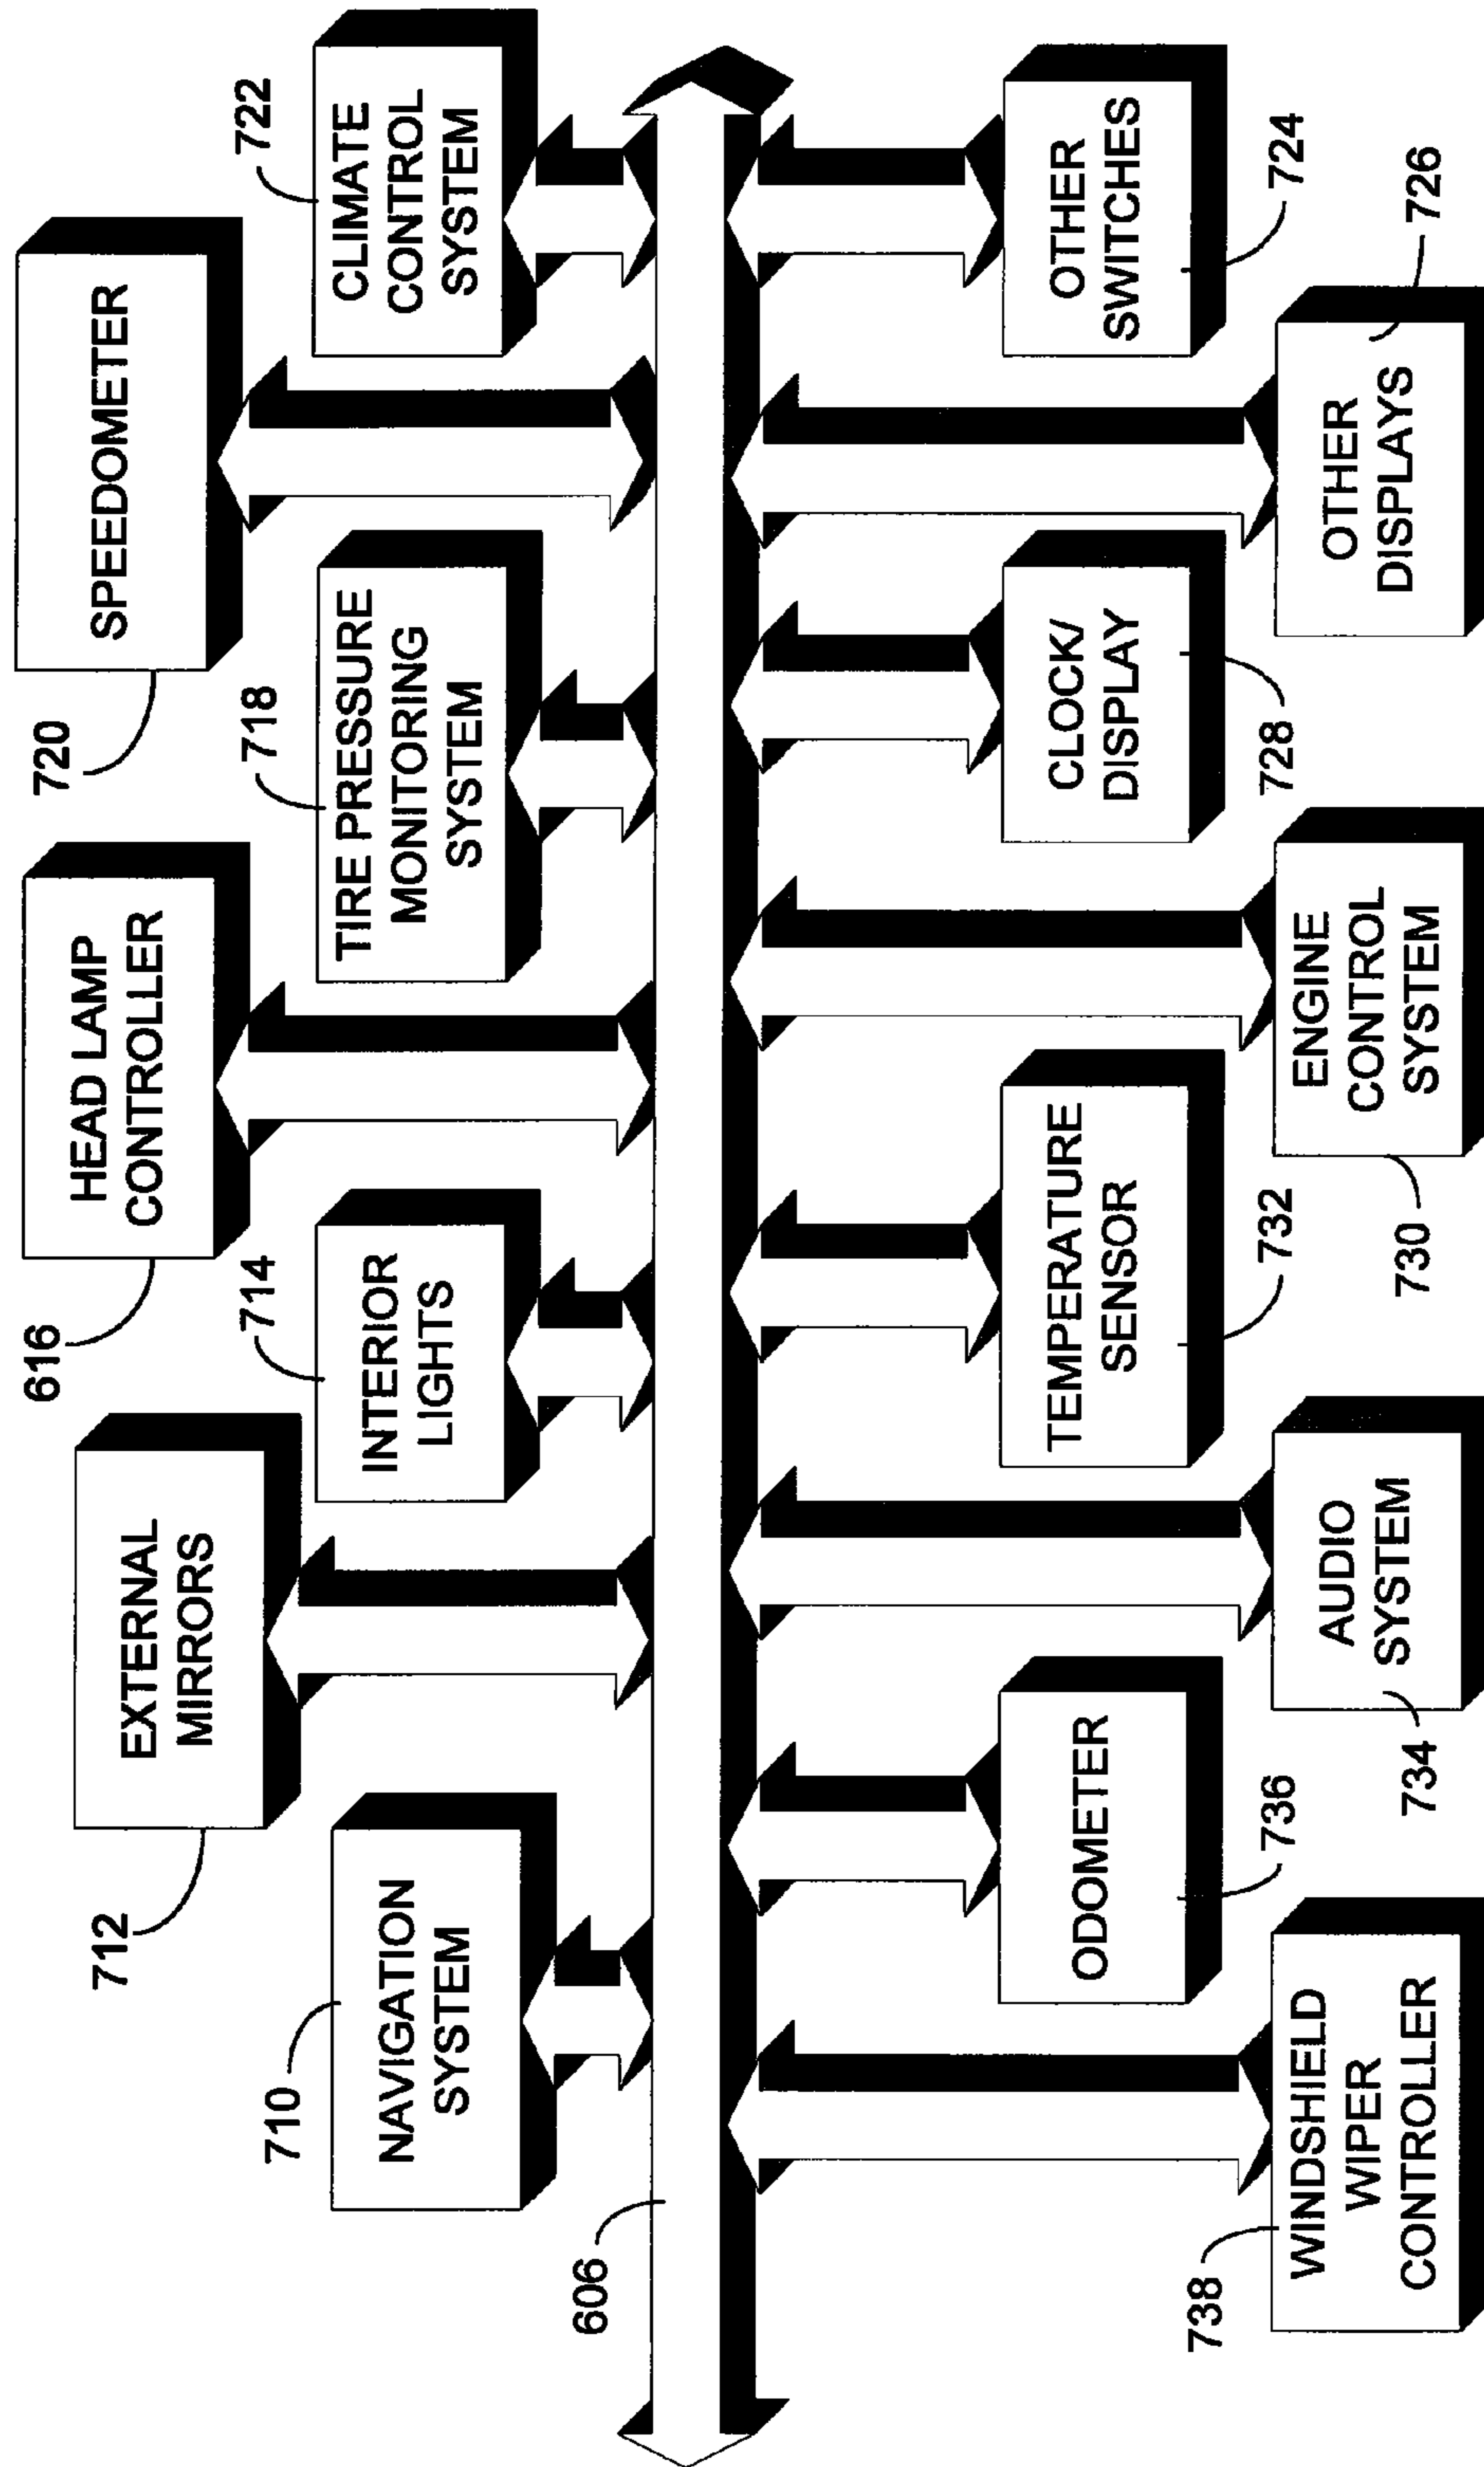 720
SPEEDOMETER
616
HEAD LAMP
CONTROLLER
712
EXTERNAL
MIRRORS
710
NAVIGATION
SYSTEM
714
INTERIOR
LIGHTS
718
TIRE PRESSURE
MONITORING
SYSTEM
722
CLIMATE
CONTROL
SYSTEM
606
ODOMETER
736
TEMPERATURE
SENSOR
732
CLOCK/
DISPLAY
728
OTHER
SWITCHES
724
738
WINDSHIELD
WIPER
CONTROLLER
734
AUDIO
SYSTEM
730
ENGINE
CONTROL
SYSTEM
OTHER
DISPLAYS
726